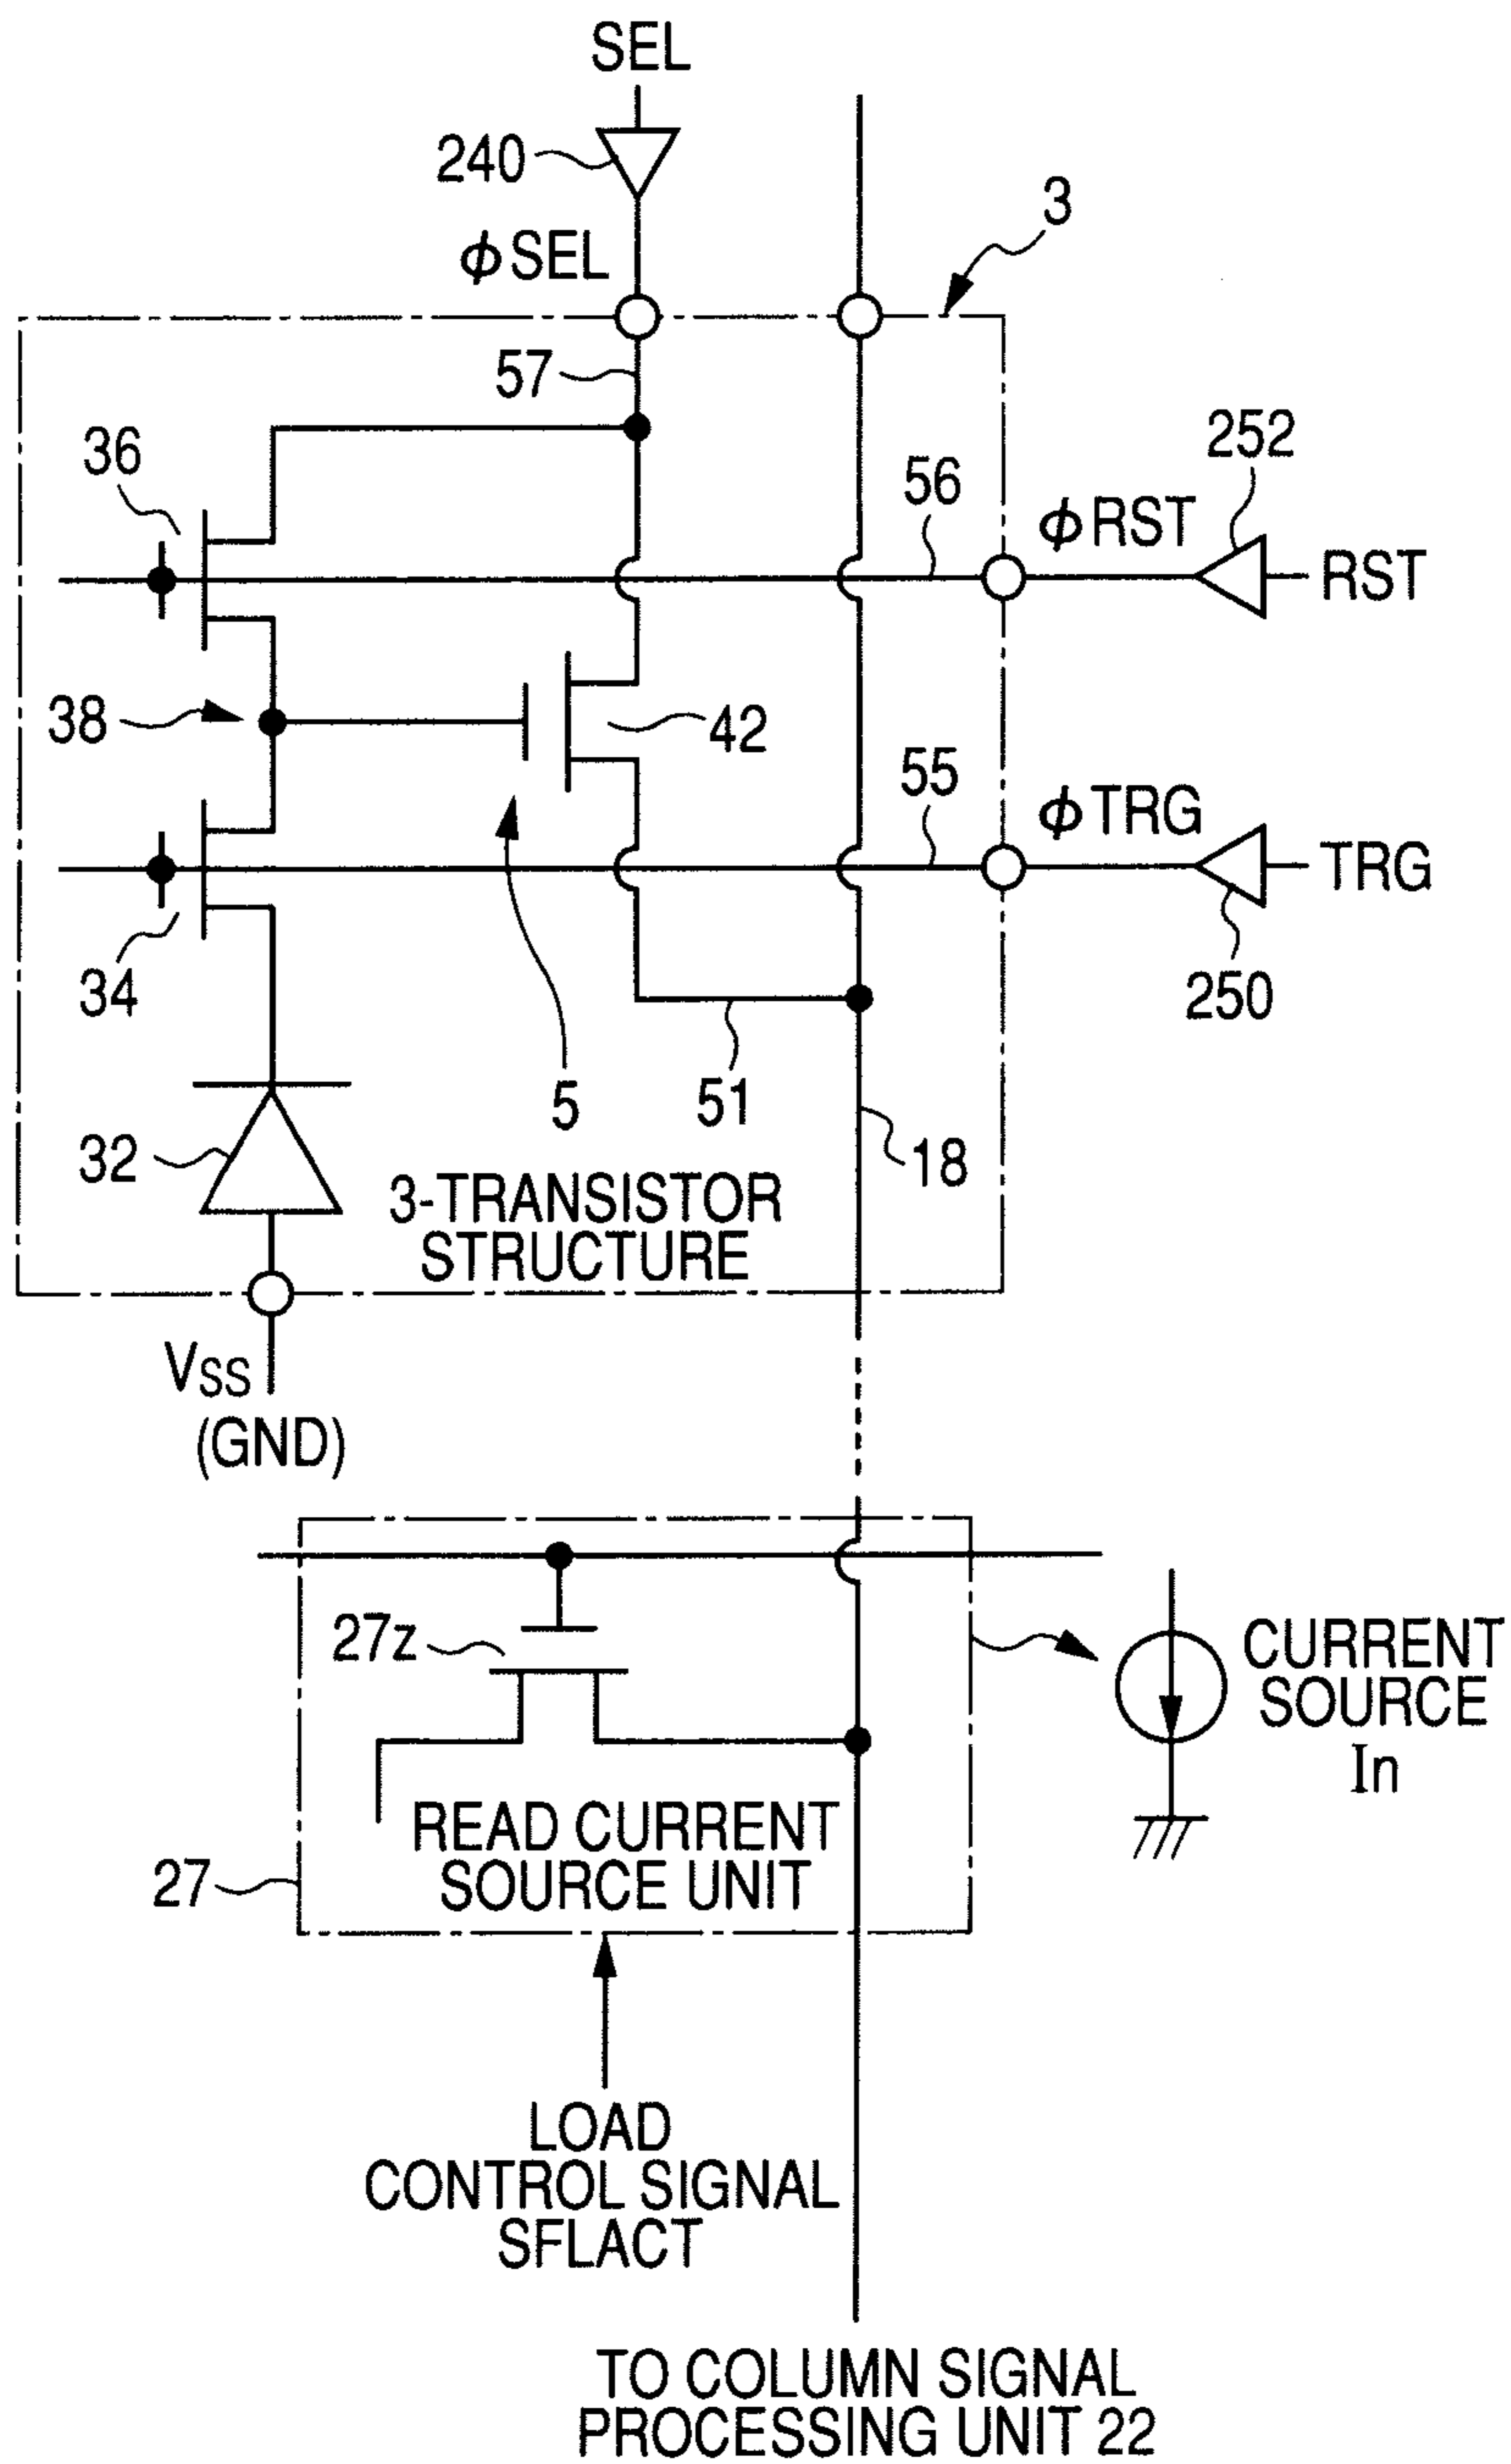 SEL
240
ϕSEL
3
57
36
56
252
ϕRST
RST
38
42
55
ϕTRG
TRG
34
250
5
51
32
18
3-TRANSISTOR
STRUCTURE
VSS
(GND)
27z
CURRENT
SOURCE
In
READ CURRENT
SOURCE UNIT
27
LOAD
CONTROL SIGNAL
SFLACT
TO COLUMN SIGNAL
PROCESSING UNIT 22